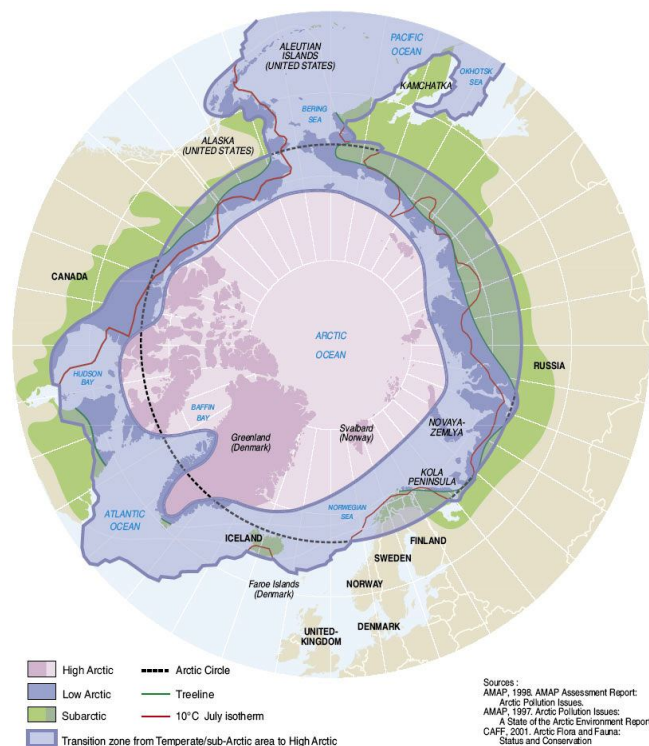 PACIFIC
OCEAN
ALEUTIAN
ISLANDS
(UNITED STATES)
OKHOTSK
SEA
KAMCHATKA
BERING
SEA
ALASKA
(UNITED STATES)
CANADA
ARCTIC
OCEAN
HUDSON
BAY
RUSSIA
BAFFIN
BAY
Greenland
(Denmark)
Svalbard
(Norway)
NOVAYA-
ZEMLYA
KOLA
PENINSULA
ATLANTIC
OCEAN
NORWEGIAN
SEA
ICELAND
FINLAND
SWEDEN
Faroe Islands
(Denmark)
NORWAY
UNITED-
KINGDOM
DENMARK
High Arctic
Arctic Circle
Low Arctic
Treeline
Subarctic
10°C July isotherm
Transition zone from Temperate/sub-Arctic area to High Arctic
Sources :
AMAP, 1998. AMAP Assessment Report:
Arctic Pollution Issues.
AMAP, 1997. Arctic Pollution Issues:
A State of the Arctic Environment Repor
CAFF, 2001. Arctic Flora and Fauna:
Status and Conservation